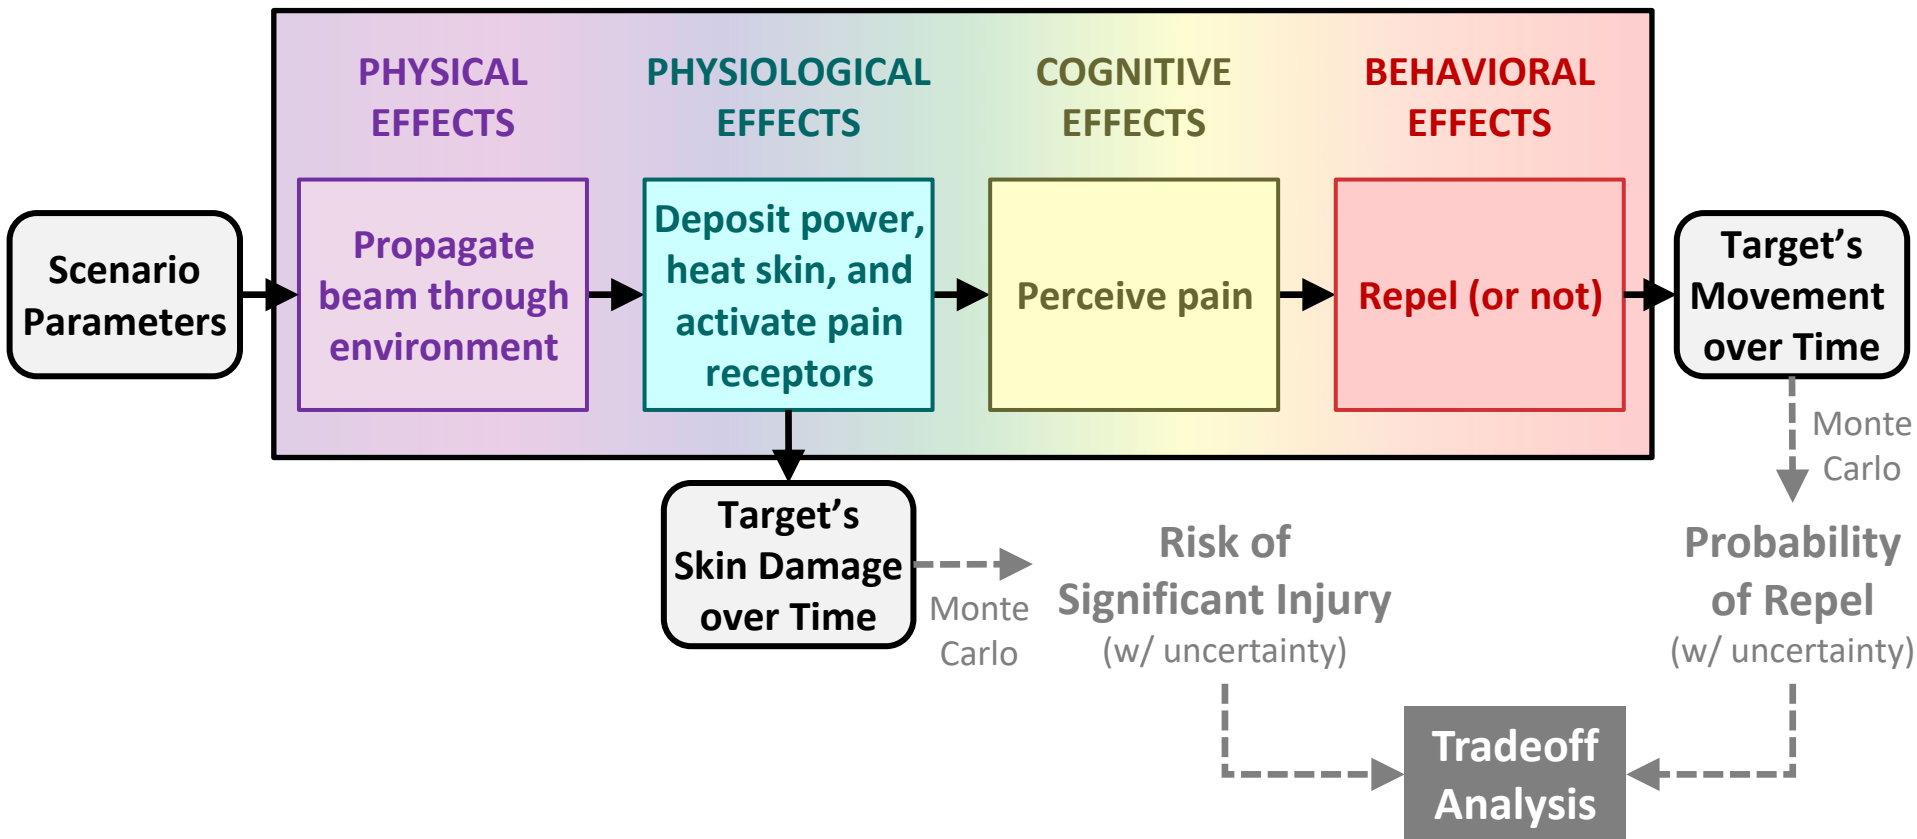 PHYSICAL
EFFECTS
PHYSIOLOGICAL
EFFECTS
COGNITIVE
EFFECTS
BEHAVIORAL
EFFECTS
Scenario
Parameters
Propagate
beam through
environment
Deposit power,
heat skin, and
activate pain
receptors
Perceive pain
Repel (or not)
Target’s
Movement
over Time
Monte
Carlo
Target’s
Skin Damage
over Time
Monte
Carlo
Risk of
Significant Injury
(w/ uncertainty)
Probability
of Repel
(w/ uncertainty)
Tradeoff
Analysis